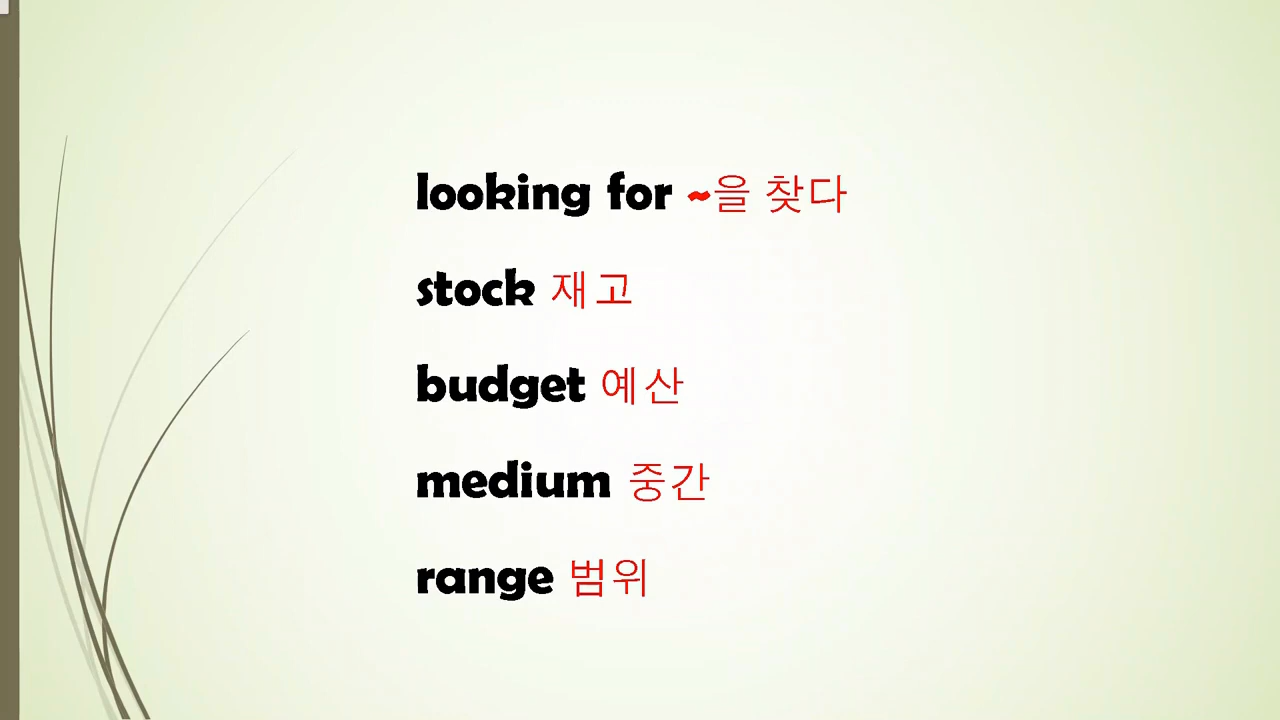 looking for ~을 찾다
stock 재고
budget 예산
medium 중간
range 범위